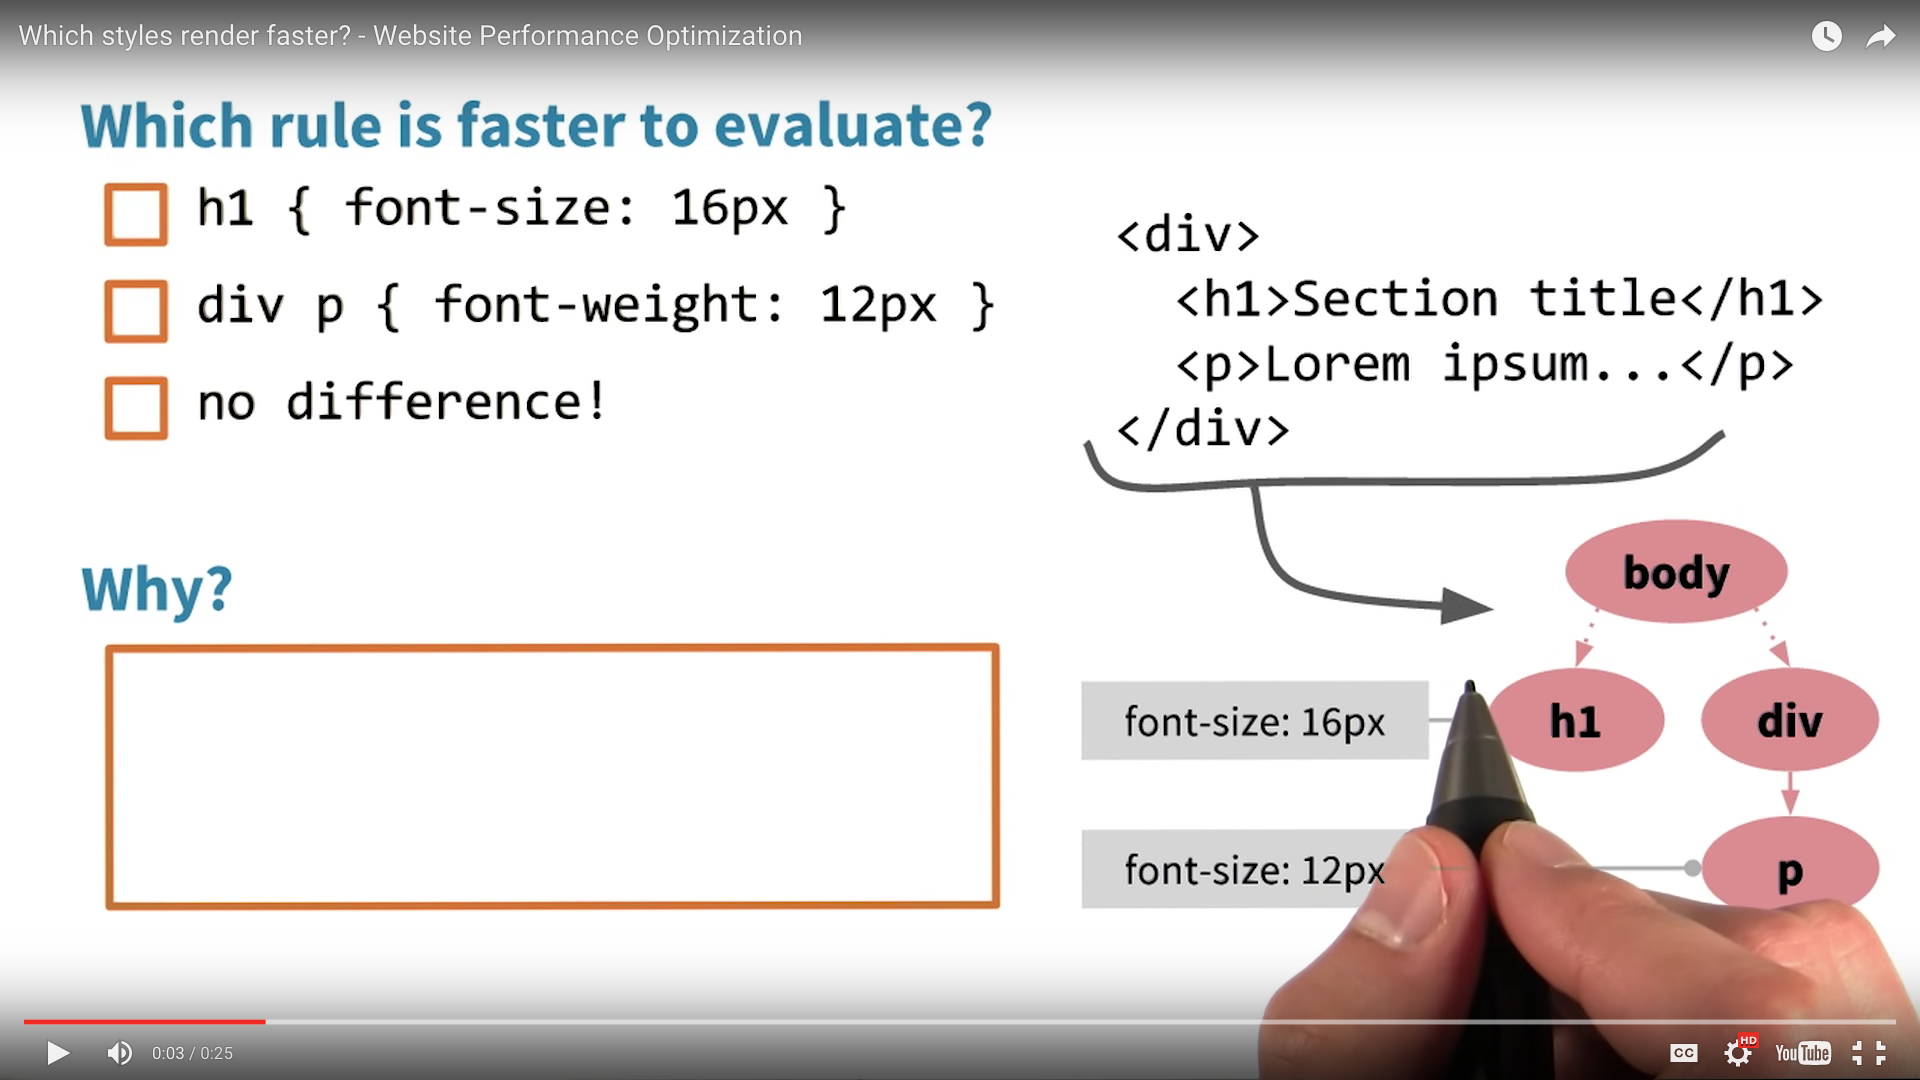 Which styles render faster? - Website Performance Optimization
Which rule is faster to evaluate?
h1 { font-size: 16px }
div p { font-weight: 12px }
no difference!
<div>
<h1>Section title</h1>
<p>Lorem ipsum...</p>
</div>
Why?
body
font-size: 16px
h1
div
font-size: 12px
p
0:03 / 0:25
CC
HD
YouTube